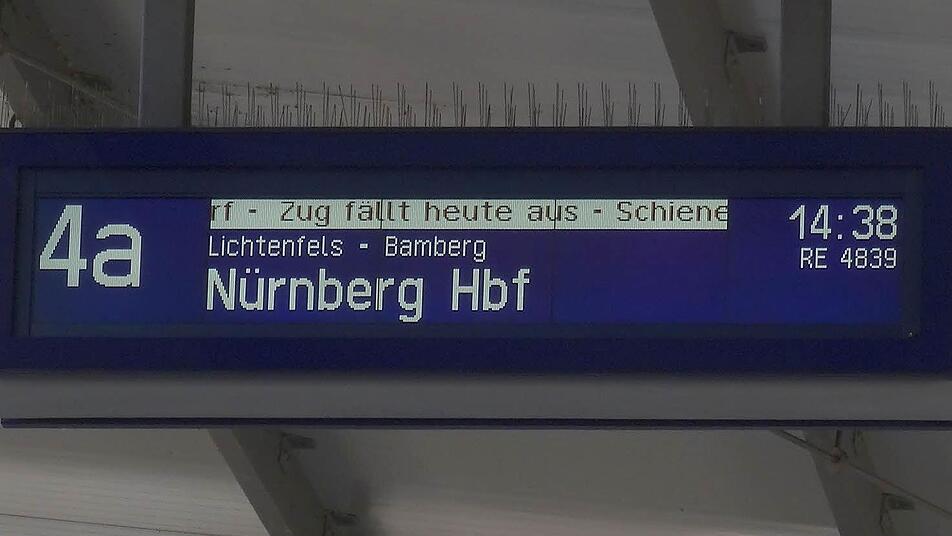 4a
rf - Zug fällt heute aus - Schiene
Lichtenfels - Bamberg
Nürnberg Hbf
14:38
RE 4839